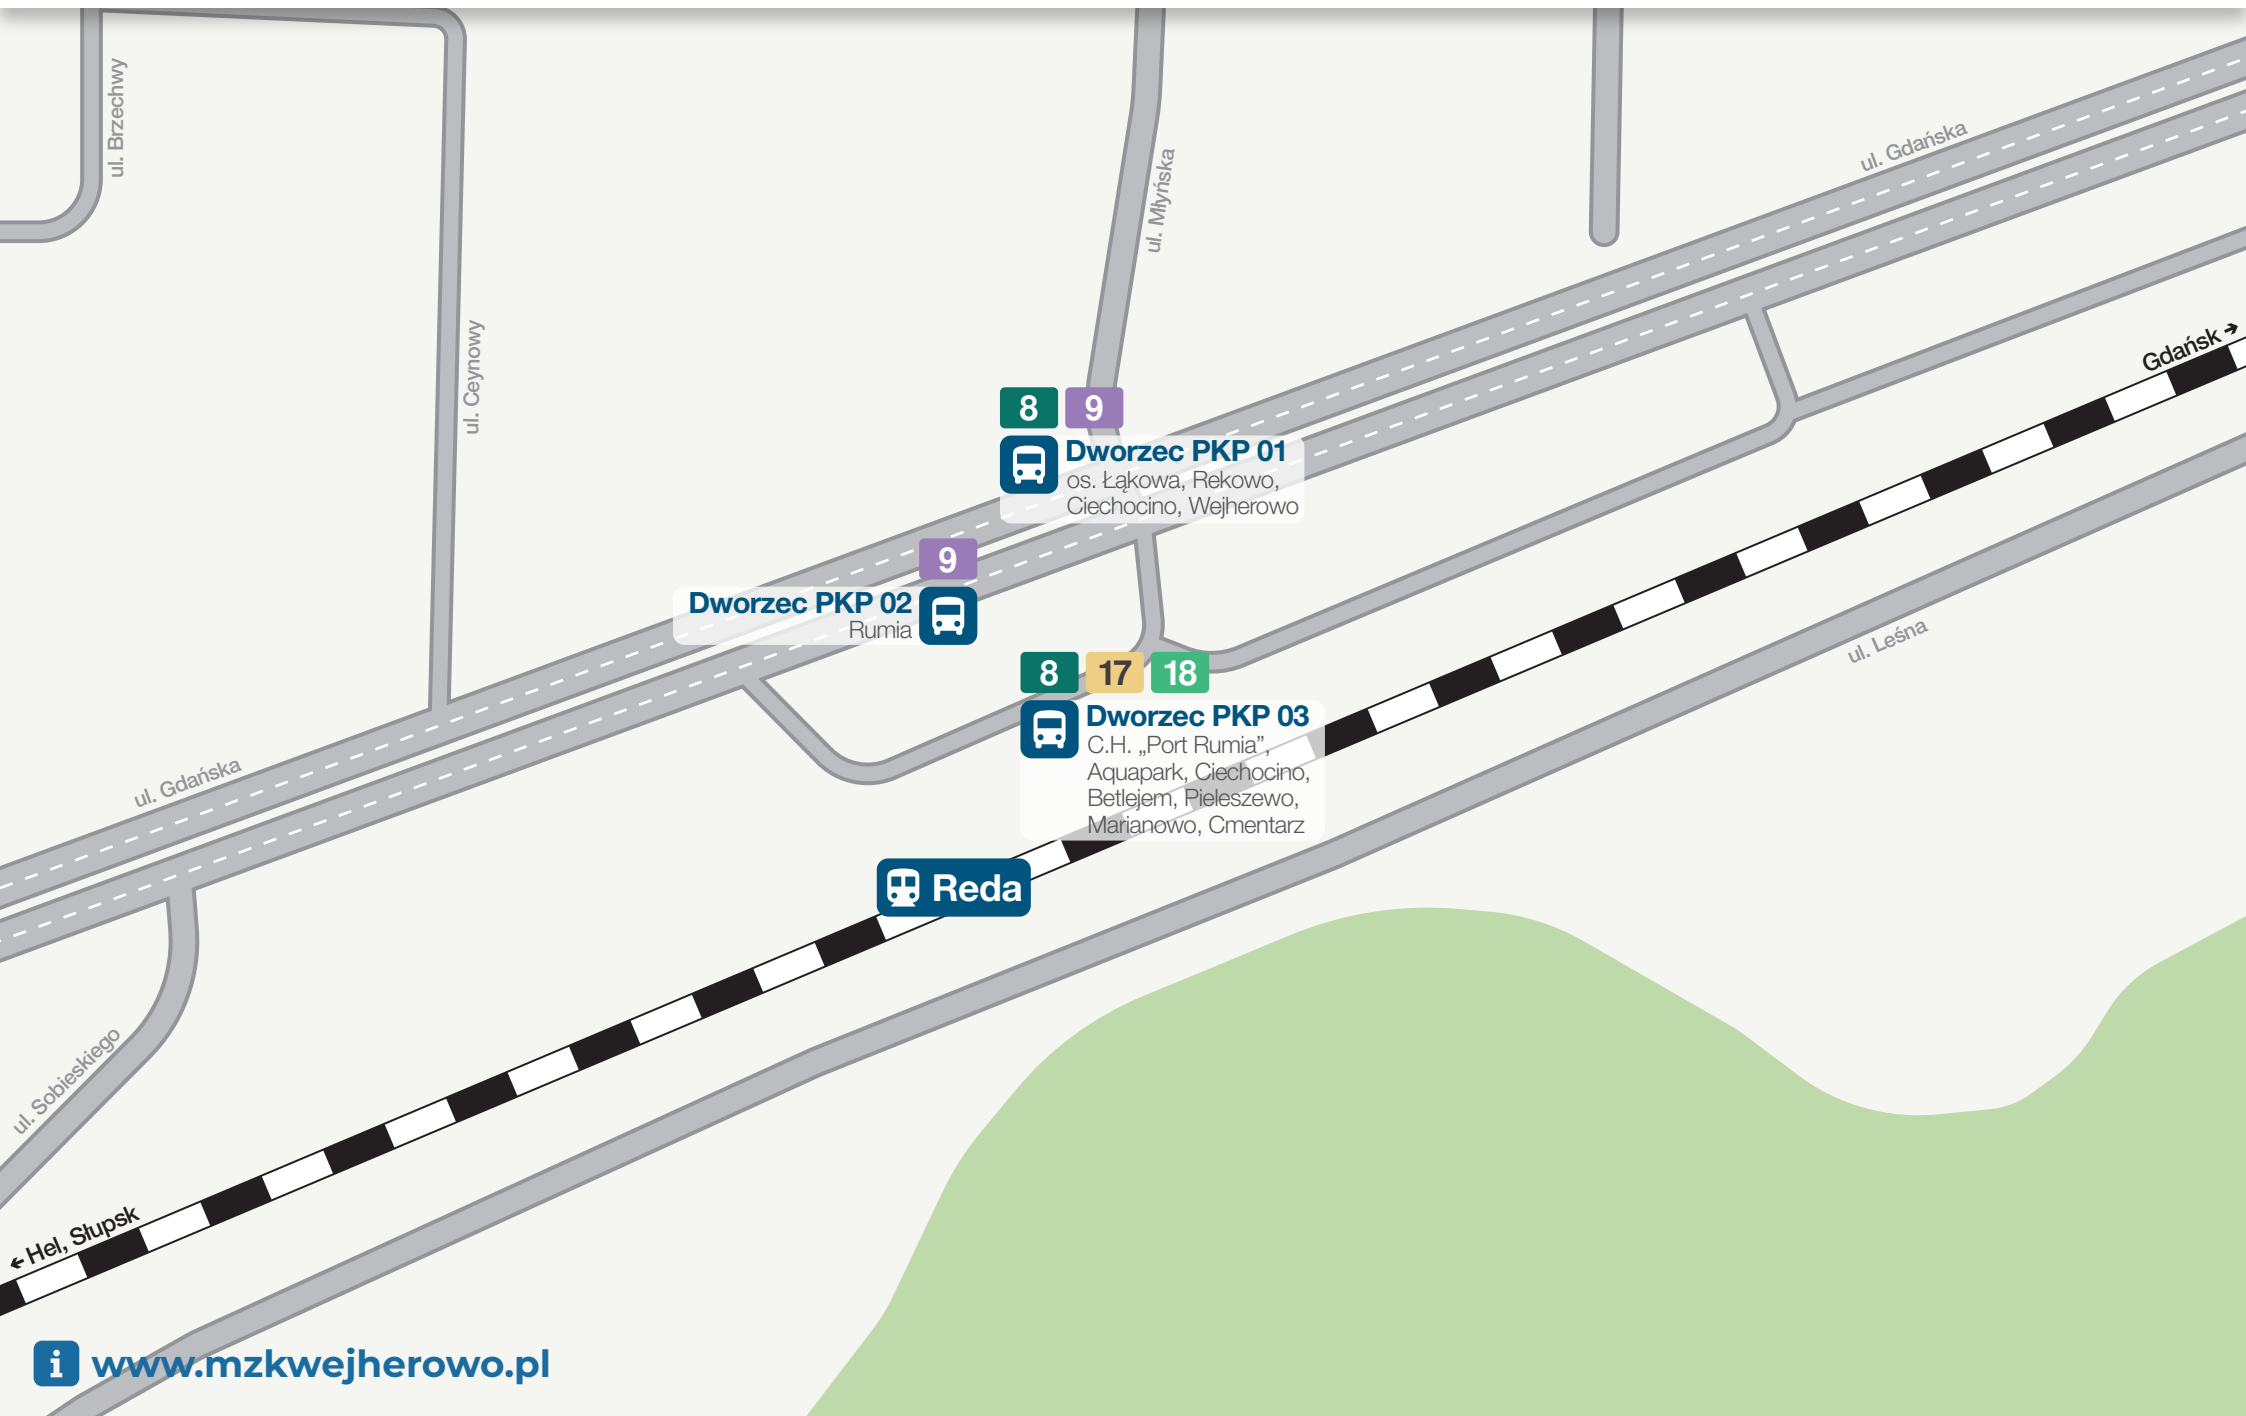 ul. Brzechwy
ul. Ceynowy
ul. Młyńska
ul. Gdańska
Gdańsk →
8 9
Dworzec PKP 01
os. Łąkowa, Rekowo,
Ciechocino, Wejherowo
9
Dworzec PKP 02
Rumia
8 17 18
Dworzec PKP 03
C.H. „Port Rumia”,
Aquapark, Ciechocino,
Betlejem, Pieleszewo,
Marianowo, Cmentarz
ul. Leśna
ul. Gdańska
Reda
ul. Sobieskiego
← Hel, Słupsk
i www.mzkwejherowo.pl